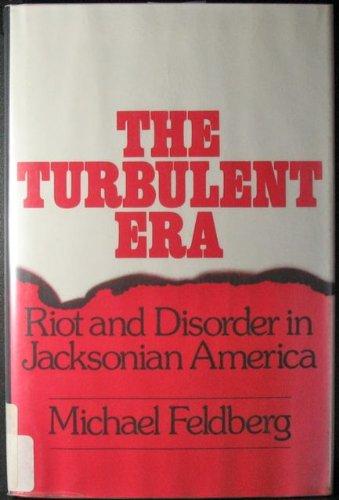 THE
TURBULENT
ERA
Riot and Disorder in
Jacksonian America
Michael Feldberg